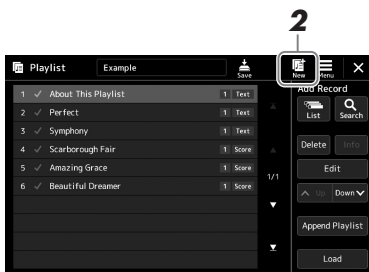 2
Playlist Example Save New Menu
Add Record
1 About This Playlist 1 Text
2 Perfect 1 Text
3 Symphony 1 Text
4 Scarborough Fair 1 Score
5 Amazing Grace 1 Score
6 Beautiful Dreamer 1 Score
1/1
List Search
Delete Info
Edit
Up Down
Append Playlist
Load